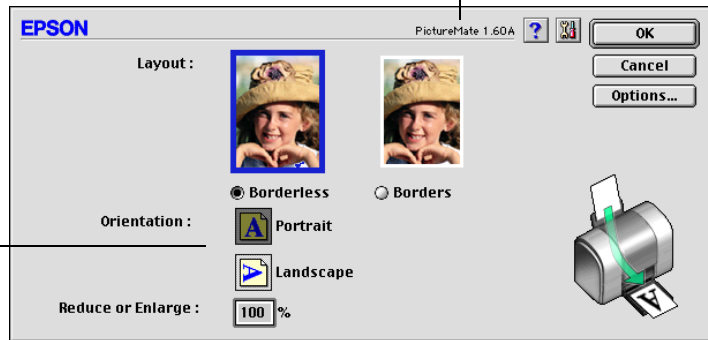 EPSON
PictureMate 1.60A
?
OK
Layout :
Cancel
Options...
Borderless
Borders
Orientation :
A
Portrait
A
Landscape
Reduce or Enlarge :
100 %
A